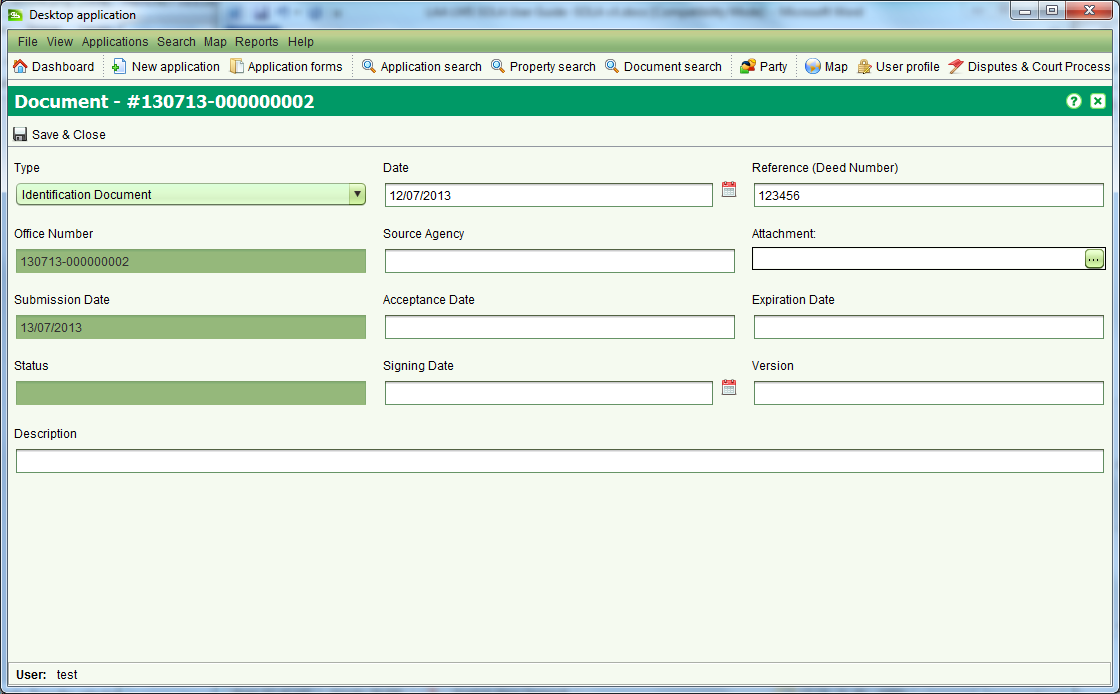 Desktop application
File View Applications Search Map Reports Help
Dashboard New application Application forms Application search Property search Document search Party Map User profile Disputes & Court Process
Document - #130713-000000002
Save & Close
Type Date Reference (Deed Number)
Identification Document 12/07/2013 123456
Office Number Source Agency Attachment:
130713-000000002 ...
Submission Date Acceptance Date Expiration Date
13/07/2013
Status Signing Date Version
Description
User: test